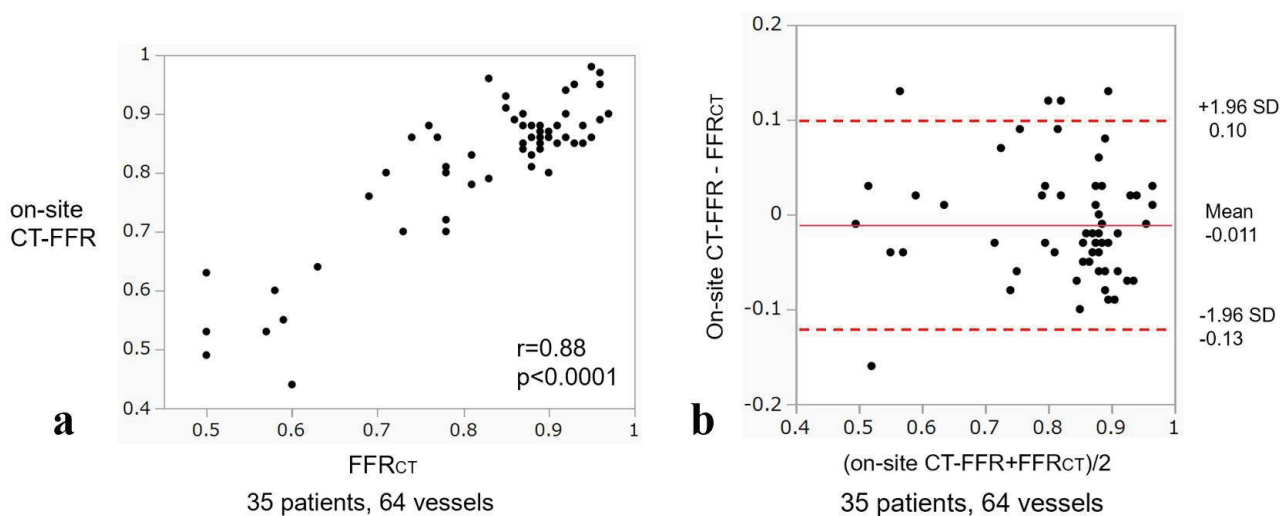 1
0.9
0.8
0.7
0.6
0.5
0.4
on-site
CT-FFR
r=0.88
p<0.0001
0.5 0.6 0.7 0.8 0.9 1
FFRCT
35 patients, 64 vessels
a
0.2
0.1
0
-0.1
-0.2
On-site CT-FFR - FFRCT
+1.96 SD
0.10
Mean
-0.011
-1.96 SD
-0.13
0.4 0.5 0.6 0.7 0.8 0.9 1
(on-site CT-FFR+FFRCT)/2
35 patients, 64 vessels
b